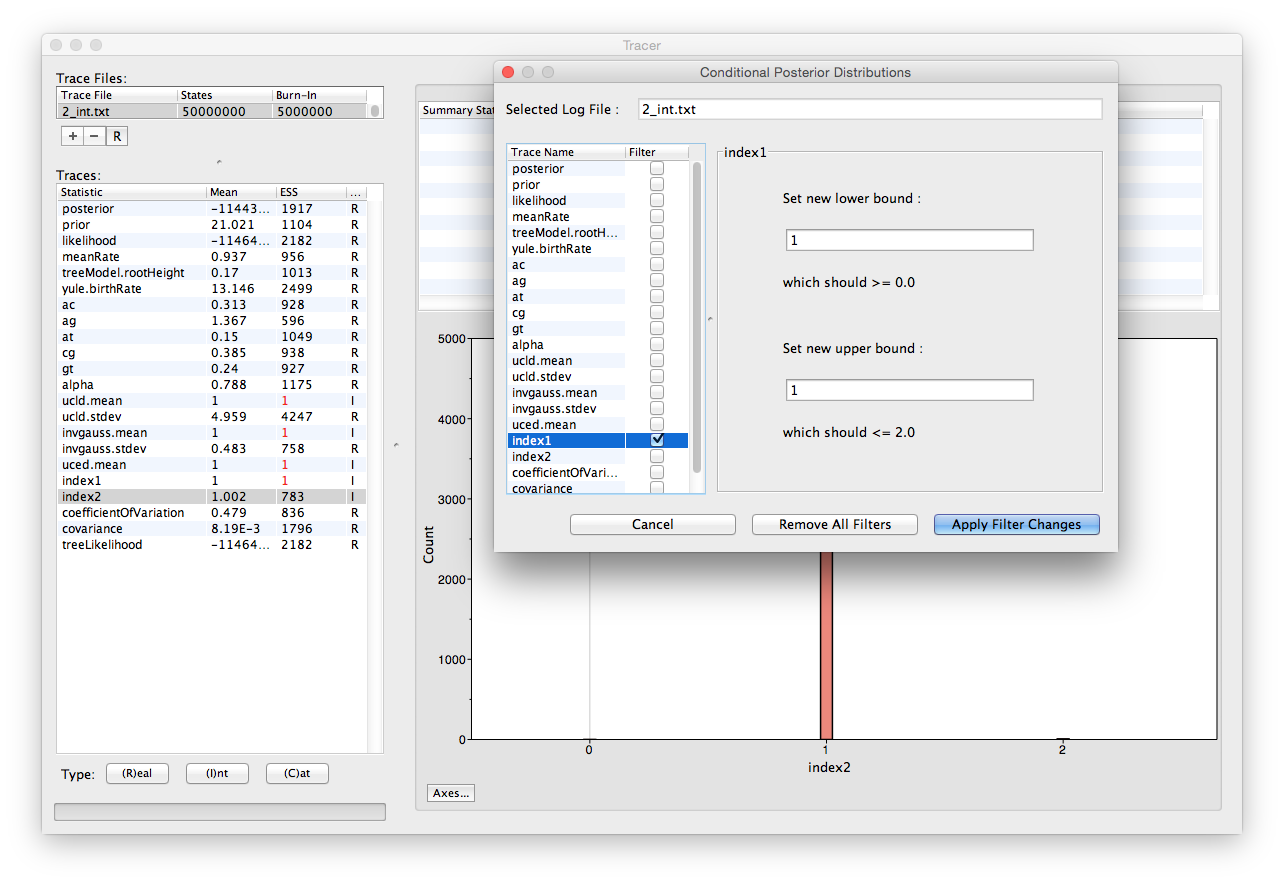 Tracer
Trace Files:
Trace File States Burn-In
2_int.txt 50000000 5000000
+ − R
Traces:
Statistic Mean ESS ...
posterior -11443... 1917 R
prior 21.021 1104 R
likelihood -11464... 2182 R
meanRate 0.937 956 R
treeModel.rootHeight 0.17 1013 R
yule.birthRate 13.146 2499 R
ac 0.313 928 R
ag 1.367 596 R
at 0.15 1049 R
cg 0.385 938 R
gt 0.24 927 R
alpha 0.788 1175 R
ucld.mean 1 1 I
ucld.stdev 4.959 4247 R
invgauss.mean 1 1 I
invgauss.stdev 0.483 758 R
uced.mean 1 1 I
index1 1 1 I
index2 1.002 783 I
coefficientOfVariation 0.479 836 R
covariance 8.19E-3 1796 R
treeLikelihood -11464... 2182 R
Type: (R)eal (I)nt (C)at
Summary Stat
Conditional Posterior Distributions
Selected Log File : 2_int.txt
Trace Name Filter
posterior
prior
likelihood
meanRate
treeModel.rootH...
yule.birthRate
ac
ag
at
cg
gt
alpha
ucld.mean
ucld.stdev
invgauss.mean
invgauss.stdev
uced.mean
index1
index2
coefficientOfVari...
covariance
index1
Set new lower bound :
1
which should >= 0.0
Set new upper bound :
1
which should <= 2.0
Cancel Remove All Filters Apply Filter Changes
5000
4000
3000
2000
1000
0
Count
0 1 2
index2
Axes...